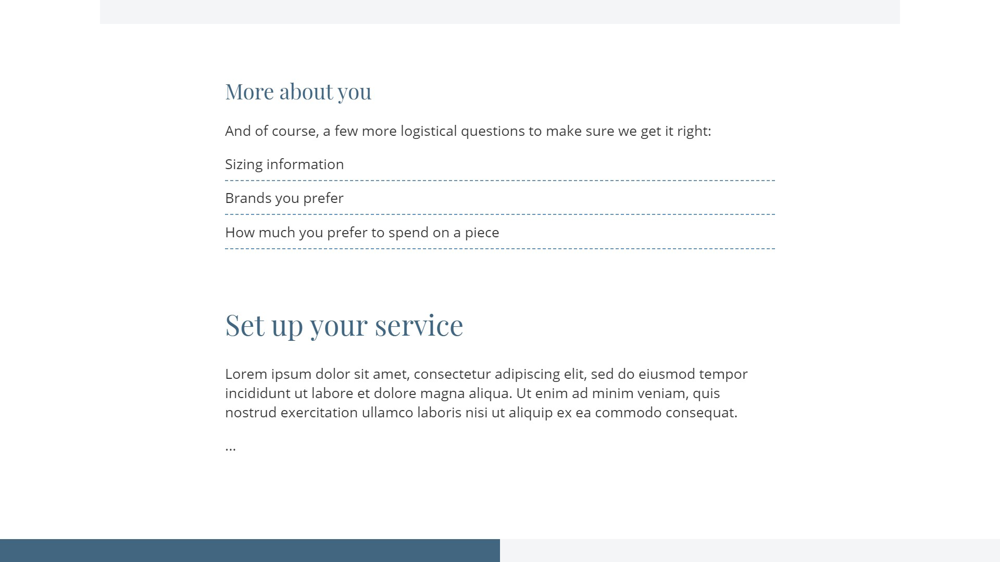 More about you
And of course, a few more logistical questions to make sure we get it right:
Sizing information
Brands you prefer
How much you prefer to spend on a piece
Set up your service
Lorem ipsum dolor sit amet, consectetur adipiscing elit, sed do eiusmod tempor
incididunt ut labore et dolore magna aliqua. Ut enim ad minim veniam, quis
nostrud exercitation ullamco laboris nisi ut aliquip ex ea commodo consequat.
...